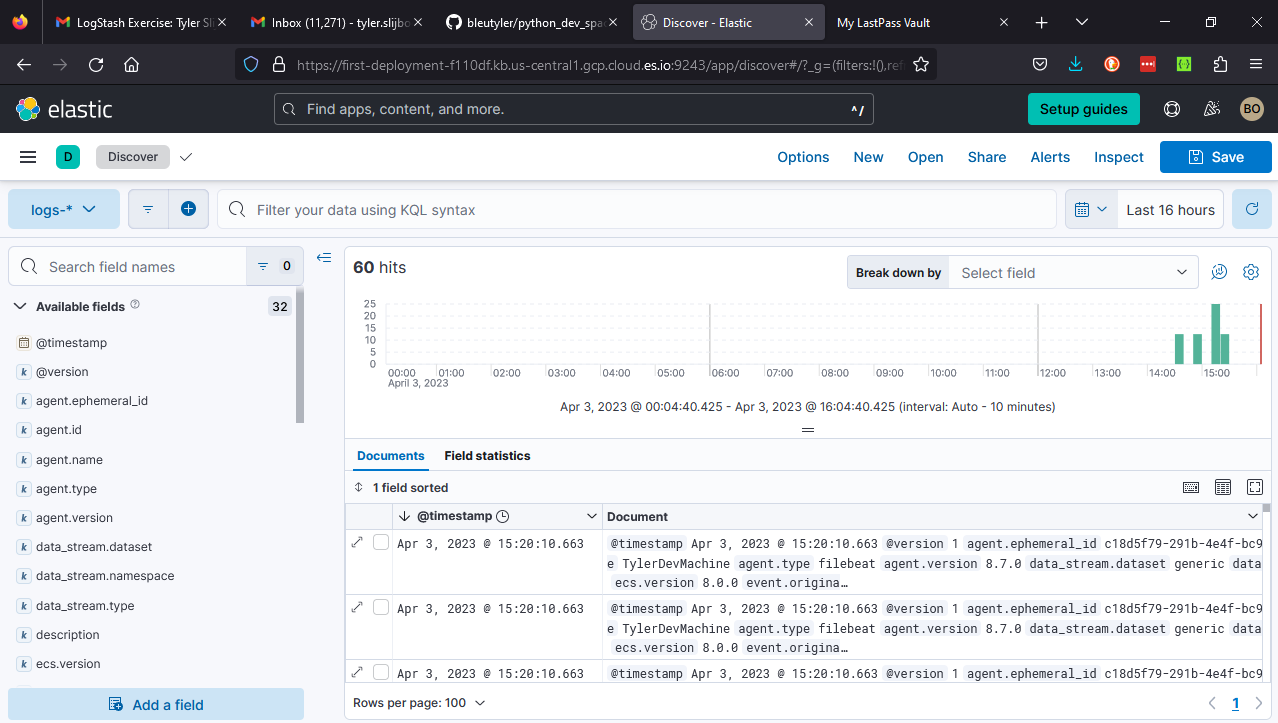 LogStash Exercise: Tyler Slij
Inbox (11,271) - tyler.slijbo
bleutyler/python_dev_spac
Discover - Elastic
My LastPass Vault
https://first-deployment-f110df.kb.us-central1.gcp.cloud.es.io:9243/app/discover#/?_g=(filters:!(),refr
elastic
Find apps, content, and more.
^/
Setup guides
BO
D
Discover
Options
New
Open
Share
Alerts
Inspect
Save
logs-*
Filter your data using KQL syntax
Last 16 hours
Search field names
0
60 hits
Break down by
Select field
Available fields
32
@timestamp
@version
agent.ephemeral_id
agent.id
agent.name
agent.type
agent.version
data_stream.dataset
data_stream.namespace
data_stream.type
description
ecs.version
Add a field
25
20
15
10
5
0
00:00 01:00 02:00 03:00 04:00 05:00 06:00 07:00 08:00 09:00 10:00 11:00 12:00 13:00 14:00 15:00
April 3, 2023
Apr 3, 2023 @ 00:04:40.425 - Apr 3, 2023 @ 16:04:40.425 (interval: Auto - 10 minutes)
Documents
Field statistics
1 field sorted
@timestamp
Document
Apr 3, 2023 @ 15:20:10.663
@timestamp Apr 3, 2023 @ 15:20:10.663 @version 1 agent.ephemeral_id c18d5f79-291b-4e4f-bc9
e TylerDevMachine agent.type filebeat agent.version 8.7.0 data_stream.dataset generic data
ecs.version 8.0.0 event.origina…
Apr 3, 2023 @ 15:20:10.663
@timestamp Apr 3, 2023 @ 15:20:10.663 @version 1 agent.ephemeral_id c18d5f79-291b-4e4f-bc9
e TylerDevMachine agent.type filebeat agent.version 8.7.0 data_stream.dataset generic data
ecs.version 8.0.0 event.origina…
Apr 3, 2023 @ 15:20:10.663
@timestamp Apr 3, 2023 @ 15:20:10.663 @version 1 agent.ephemeral_id c18d5f79-291b-4e4f-bc9
Rows per page: 100
1